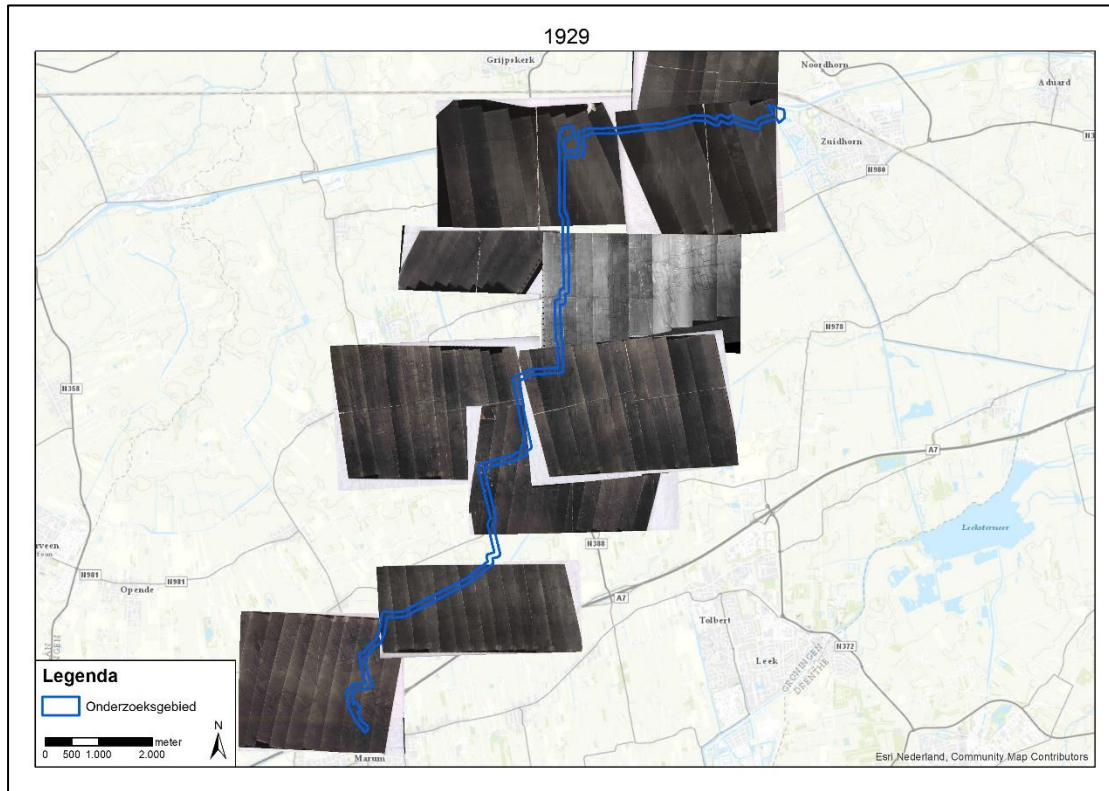 1929
Grijpskerk
Noordhorn
Aduard
Zuidhorn
N980
N978
N358
A7
Leekstermeer
N388
N981
N981
Opende
A7
Tolbert
Leek
N372
GRONINGEN
DRENTHE
Marum
Legenda
Onderzoeksgebied
N
meter
0 500 1.000 2.000
Esri Nederland, Community Map Contributors